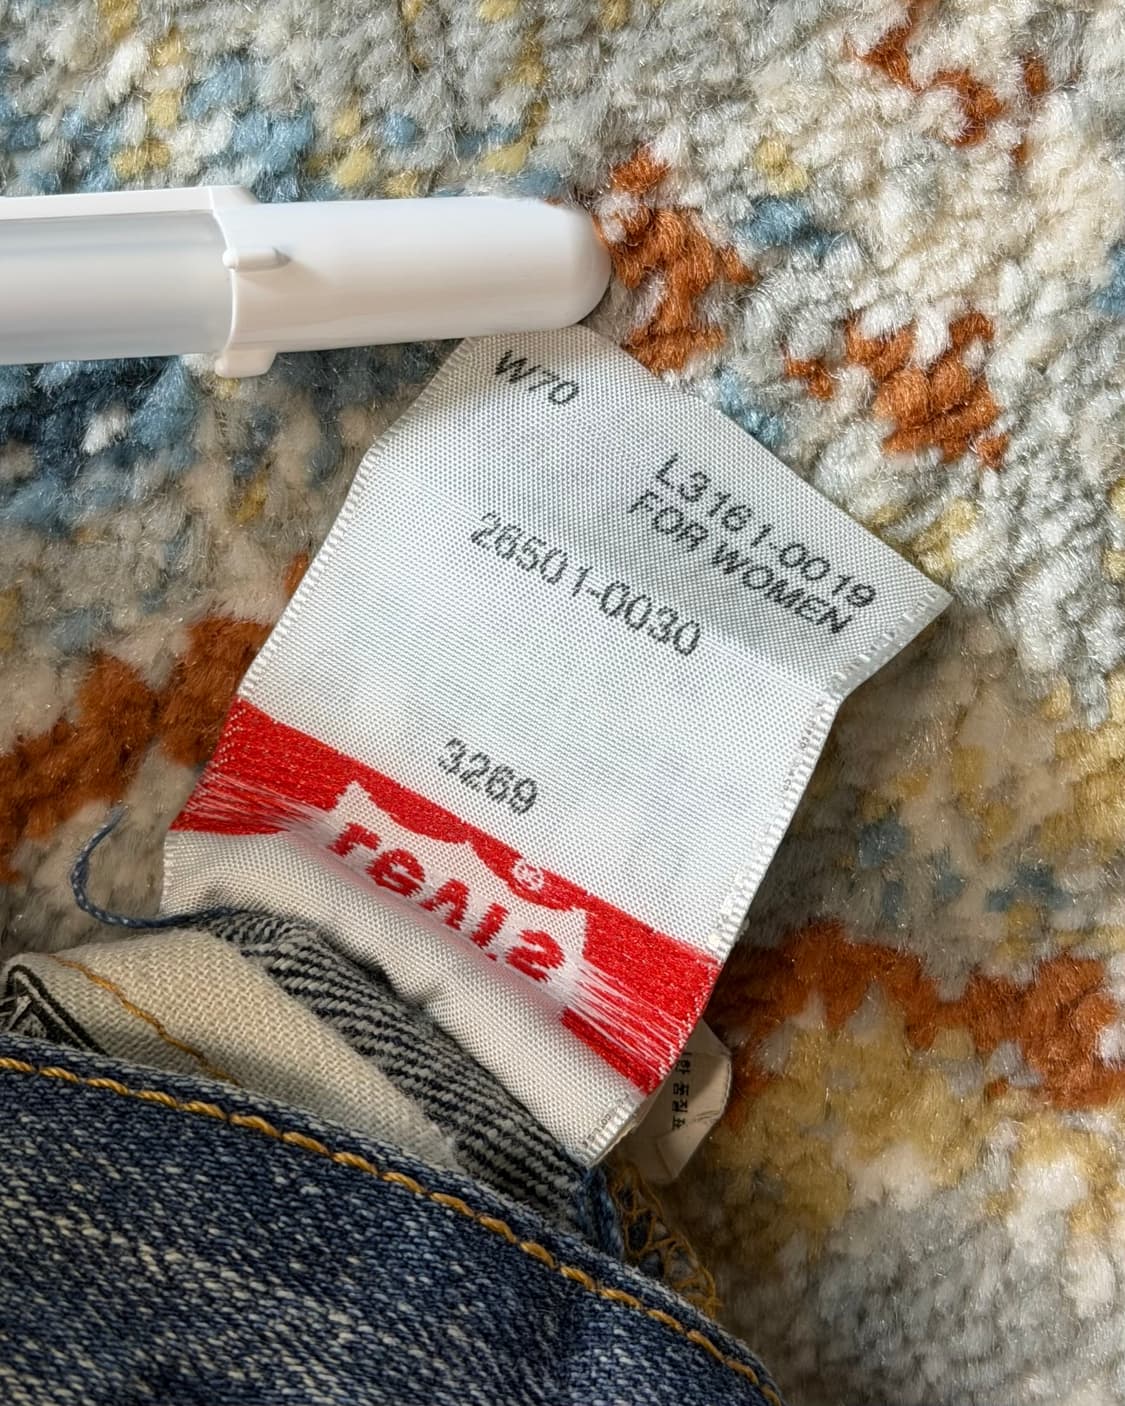 W70
L3161-0019
FOR WOMEN
26501-0030
3269
LEVI'S
®